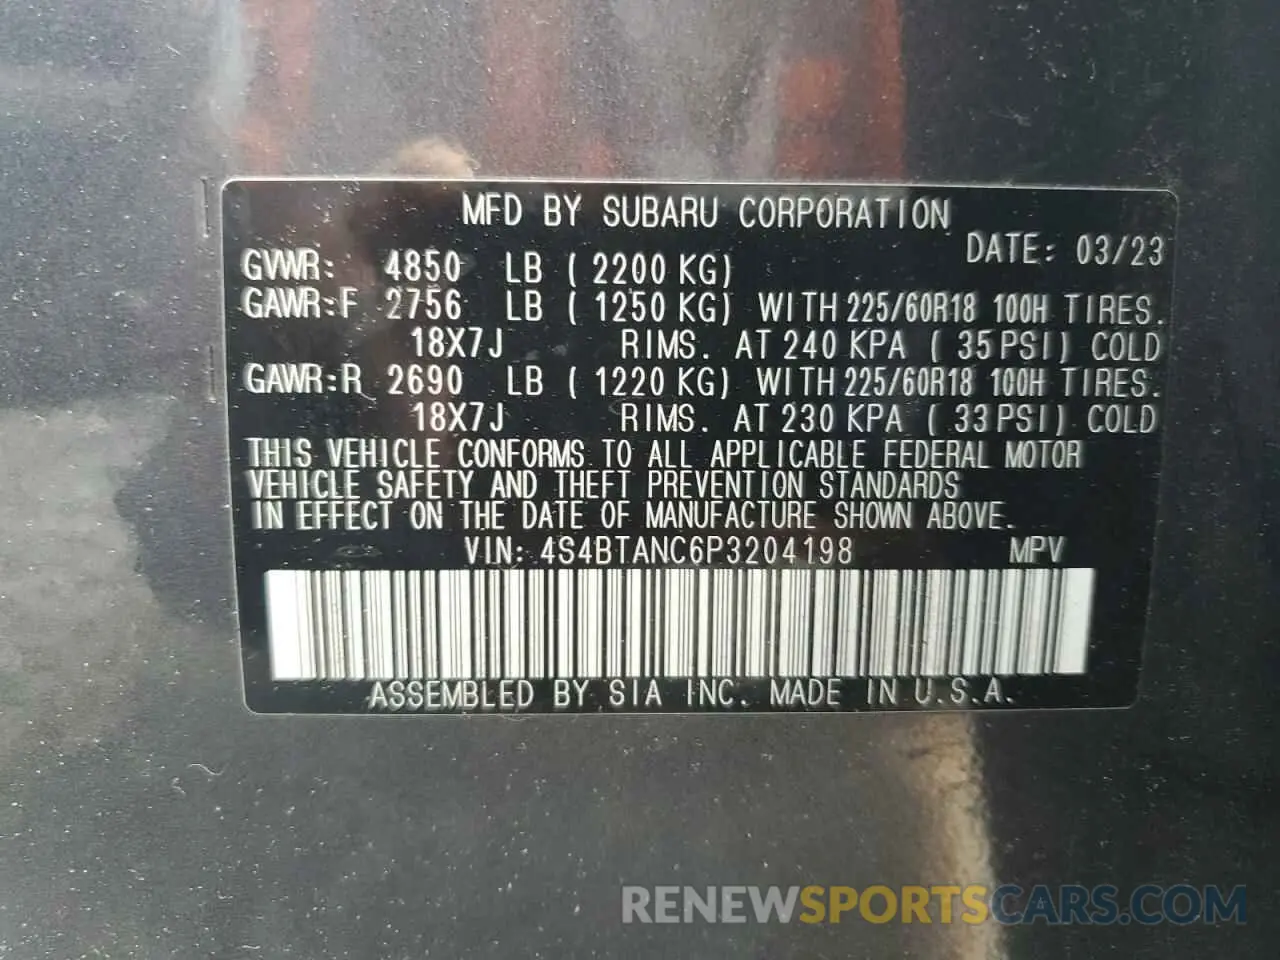 MFD BY SUBARU CORPORATION
DATE: 03/23
GVWR: 4850 LB (2200 KG)
GAWR:F 2756 LB (1250 KG) WITH 225/60R18 100H TIRES.
18X7J RIMS. AT 240 KPA (35 PSI) COLD
GAWR:R 2690 LB (1220 KG) WITH 225/60R18 100H TIRES.
18X7J RIMS. AT 230 KPA (33 PSI) COLD
THIS VEHICLE CONFORMS TO ALL APPLICABLE FEDERAL MOTOR
VEHICLE SAFETY AND THEFT PREVENTION STANDARDS
IN EFFECT ON THE DATE OF MANUFACTURE SHOWN ABOVE.
VIN: 4S4BTANC6P3204198 MPV
ASSEMBLED BY SIA INC. MADE IN U.S.A.
RENEWSPORTSCARS.COM